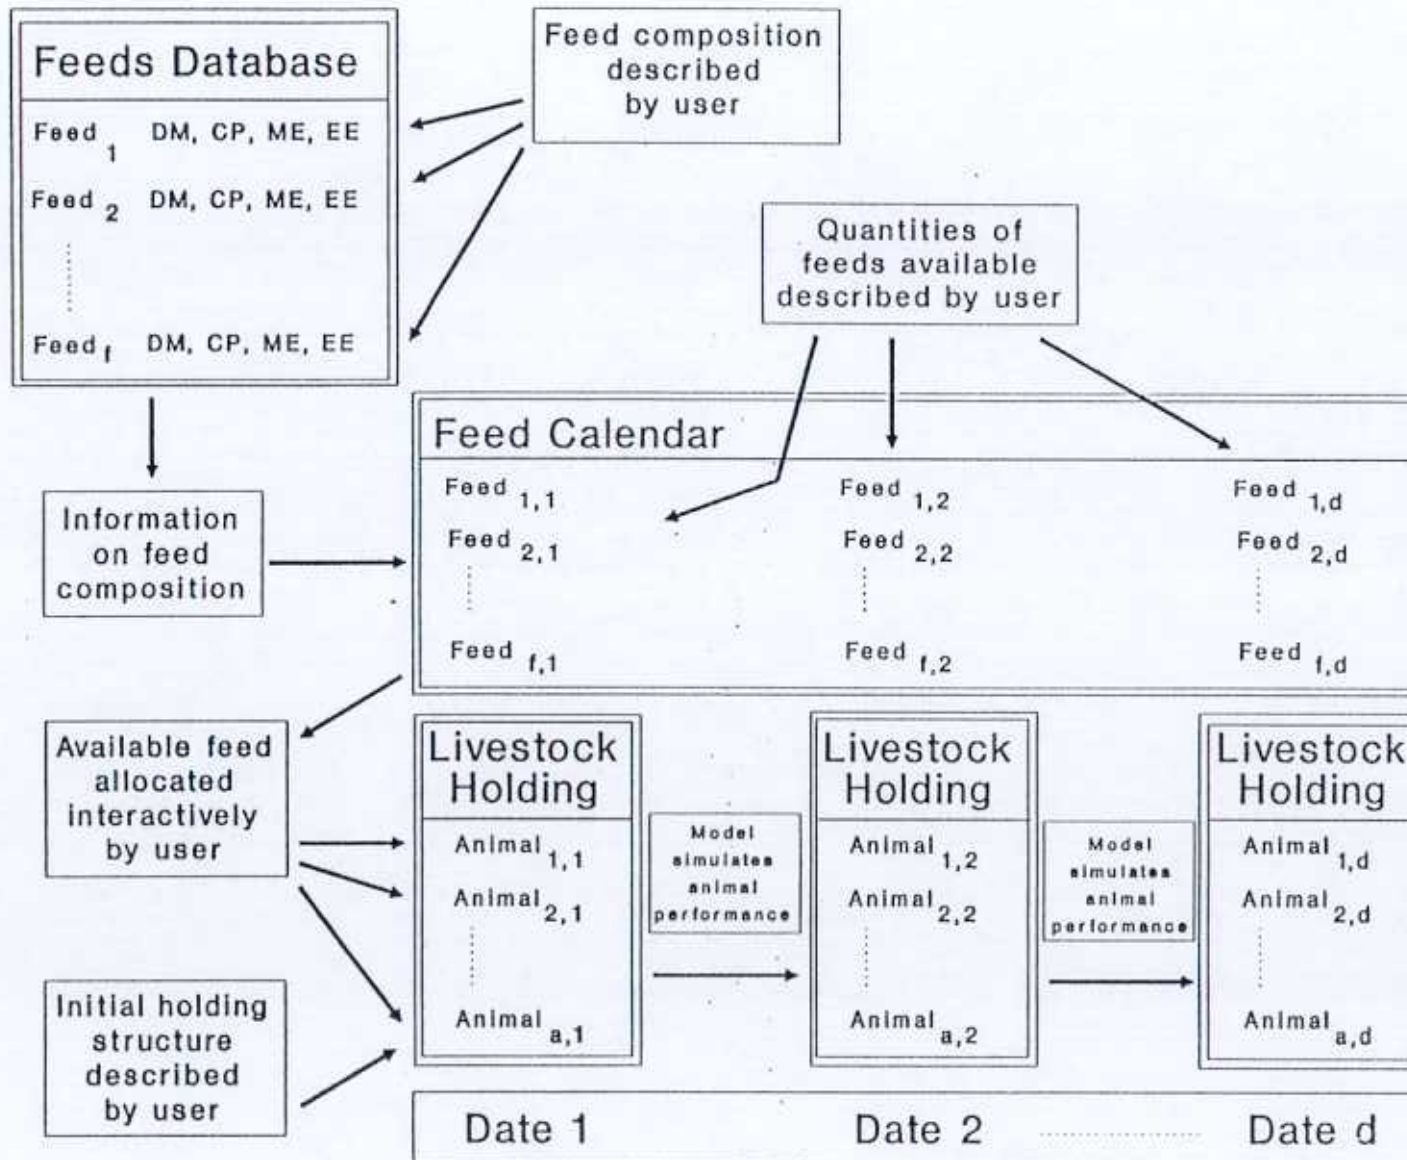 Feeds Database
Feed 1 DM, CP, ME, EE
Feed 2 DM, CP, ME, EE
Feed f DM, CP, ME, EE
Feed composition
described
by user
Quantities of
feeds available
described by user
Information
on feed
composition
Feed Calendar
Feed 1,1 Feed 1,2 Feed 1,d
Feed 2,1 Feed 2,2 Feed 2,d
Feed f,1 Feed f,2 Feed f,d
Available feed
allocated
interactively
by user
Initial holding
structure
described
by user
Livestock
Holding
Animal 1,1
Animal 2,1
Animal a,1
Model
simulates
animal
performance
Livestock
Holding
Animal 1,2
Animal 2,2
Animal a,2
Model
simulates
animal
performance
Livestock
Holding
Animal 1,d
Animal 2,d
Animal a,d
Date 1 Date 2 Date d